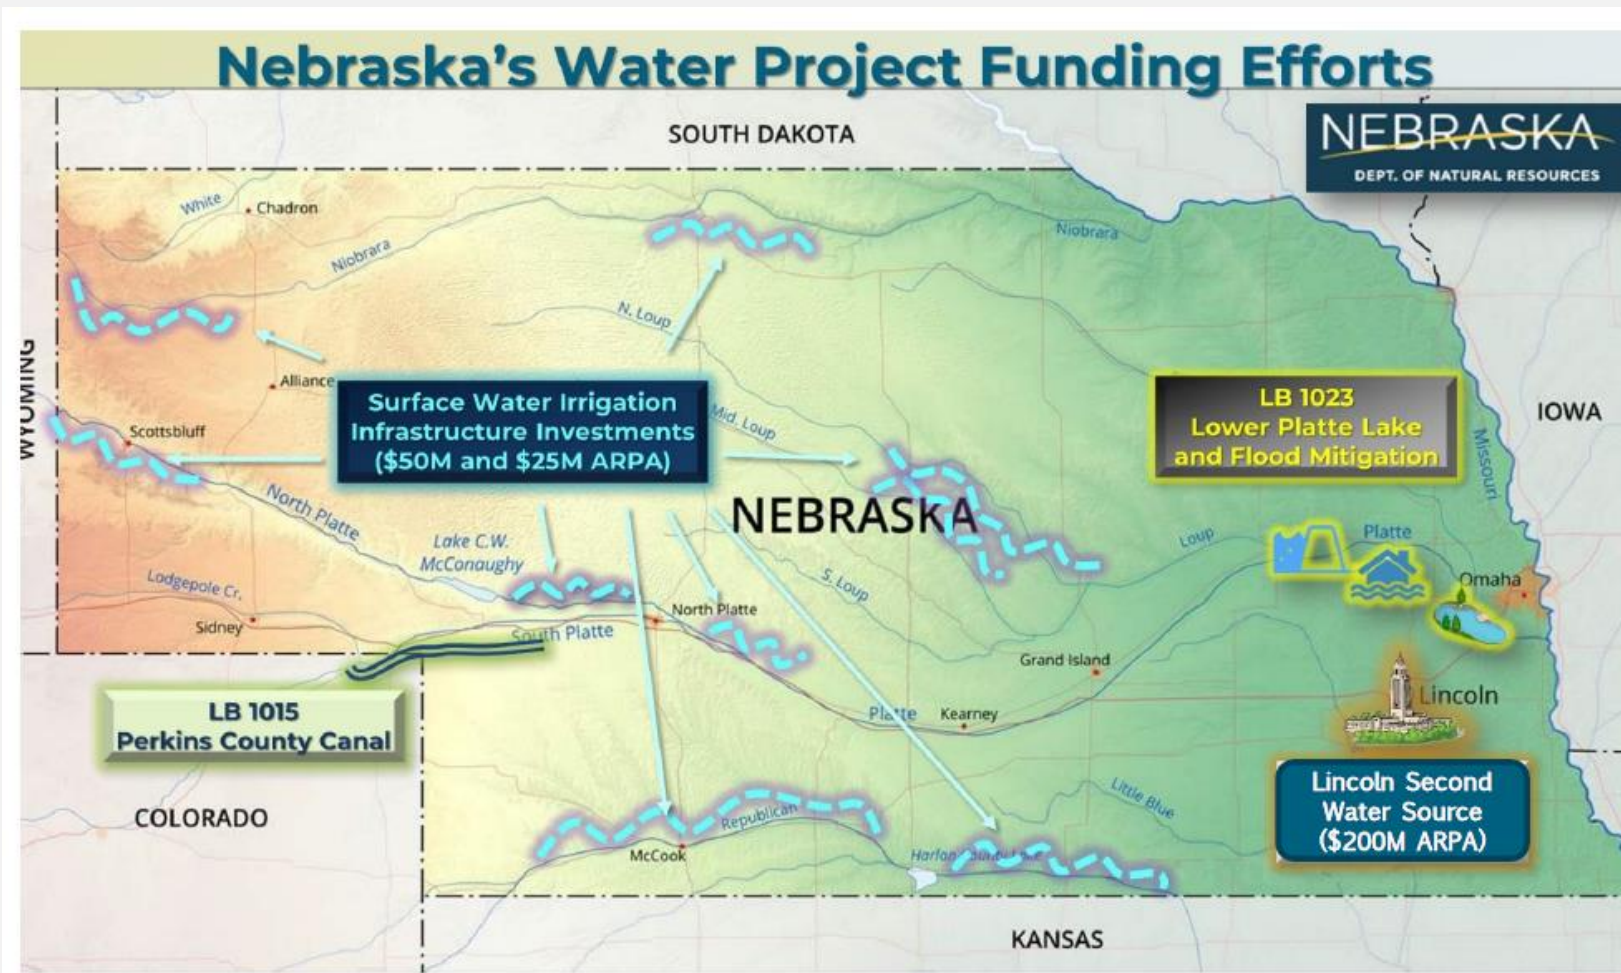 Nebraska's Water Project Funding Efforts
NEBRASKA
DEPT. OF NATURAL RESOURCES
SOUTH DAKOTA
White
Chadron
Niobrara
Niobrara
N. Loup
WYOMING
Alliance
Surface Water Irrigation
Infrastructure Investments
($50M and $25M ARPA)
Mid. Loup
LB 1023
Lower Platte Lake
and Flood Mitigation
IOWA
Missouri
Scottsbluff
North Platte
NEBRASKA
Lake C.W.
McConaughy
Loup
Platte
Omaha
Lodgepole Cr.
S. Loup
Sidney
North Platte
South Platte
Grand Island
Lincoln
LB 1015
Perkins County Canal
Platte
Kearney
Lincoln Second
Water Source
($200M ARPA)
COLORADO
Republican
Little Blue
McCook
Harlan County Lake
KANSAS